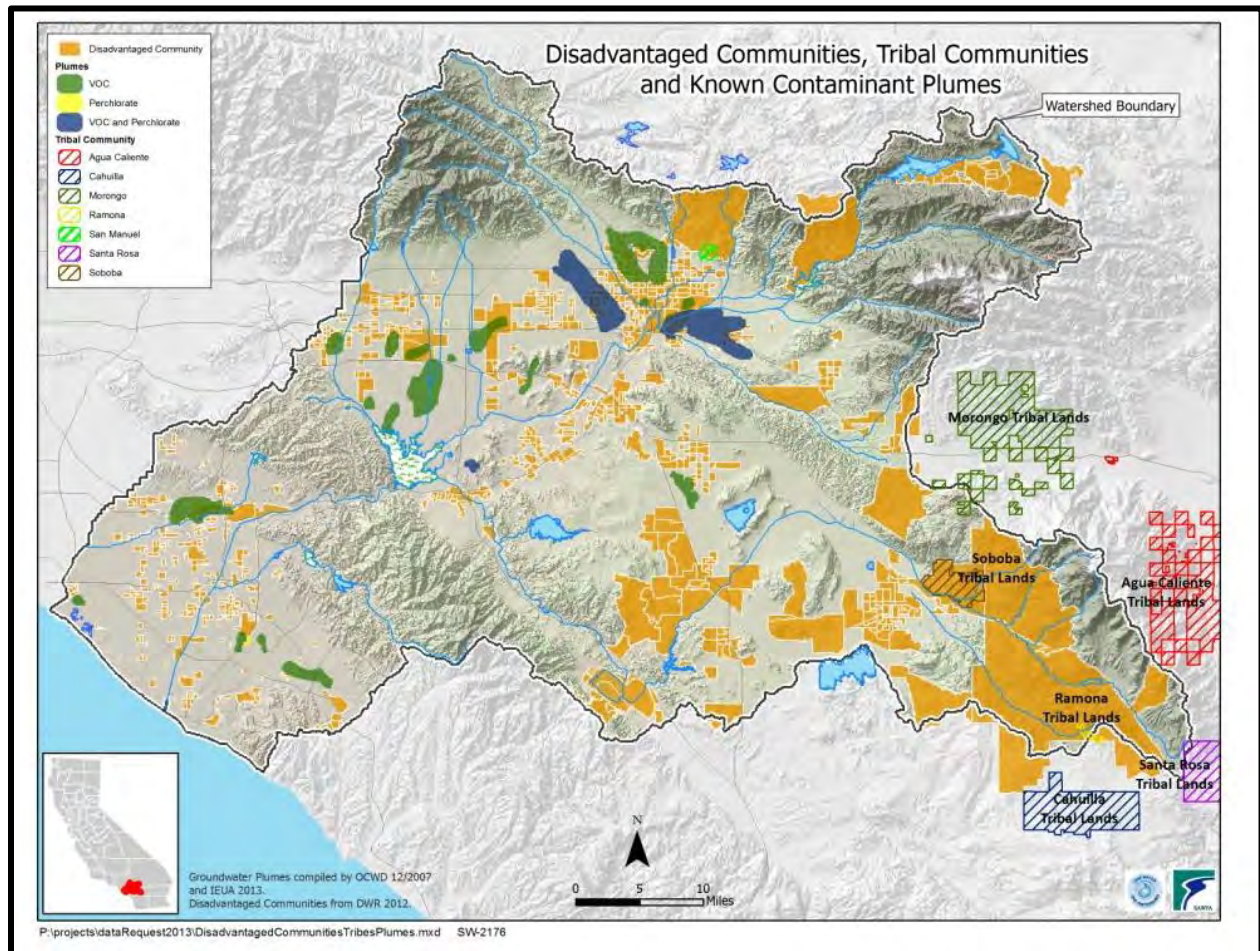 Disadvantaged Communities, Tribal Communities
and Known Contaminant Plumes
Disadvantaged Community
Plumes
VOC
Perchlorate
VOC and Perchlorate
Tribal Community
Agua Caliente
Cahuilla
Morongo
Ramona
San Manuel
Santa Rosa
Soboba
Watershed Boundary
Morongo Tribal Lands
Soboba
Tribal Lands
Agua Caliente
Tribal Lands
Ramona
Tribal Lands
Santa Rosa
Tribal Lands
Cahuilla
Tribal Lands
N
0 5 10
Miles
Groundwater Plumes compiled by OCWD 12/2007
and IEUA 2013.
Disadvantaged Communities from DWR 2012.
SAWPA
P:\projects\dataRequest2013\DisadvantagedCommunitiesTribesPlumes.mxd SW-2176